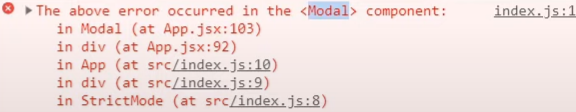 The above error occurred in the <Modal> component: index.js:1
in Modal (at App.jsx:103)
in div (at App.jsx:92)
in App (at src/index.js:10)
in div (at src/index.js:9)
in StrictMode (at src/index.js:8)